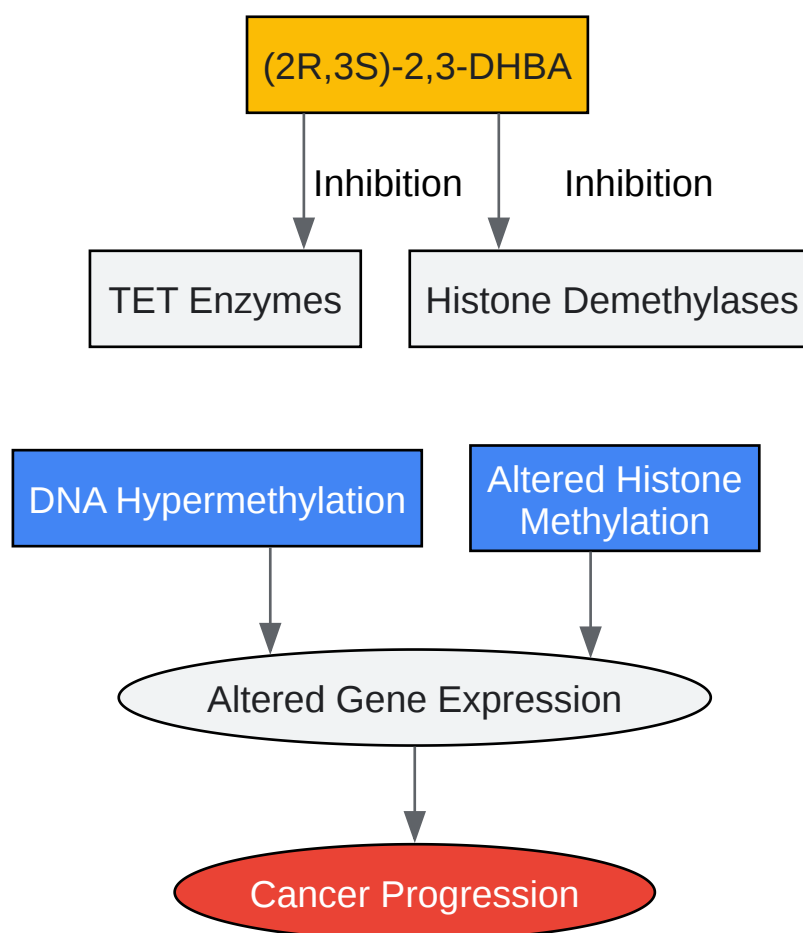 (2R,3S)-2,3-DHBA
Inhibition
Inhibition
TET Enzymes
Histone Demethylases
DNA Hypermethylation
Altered Histone
Methylation
Altered Gene Expression
Cancer Progression